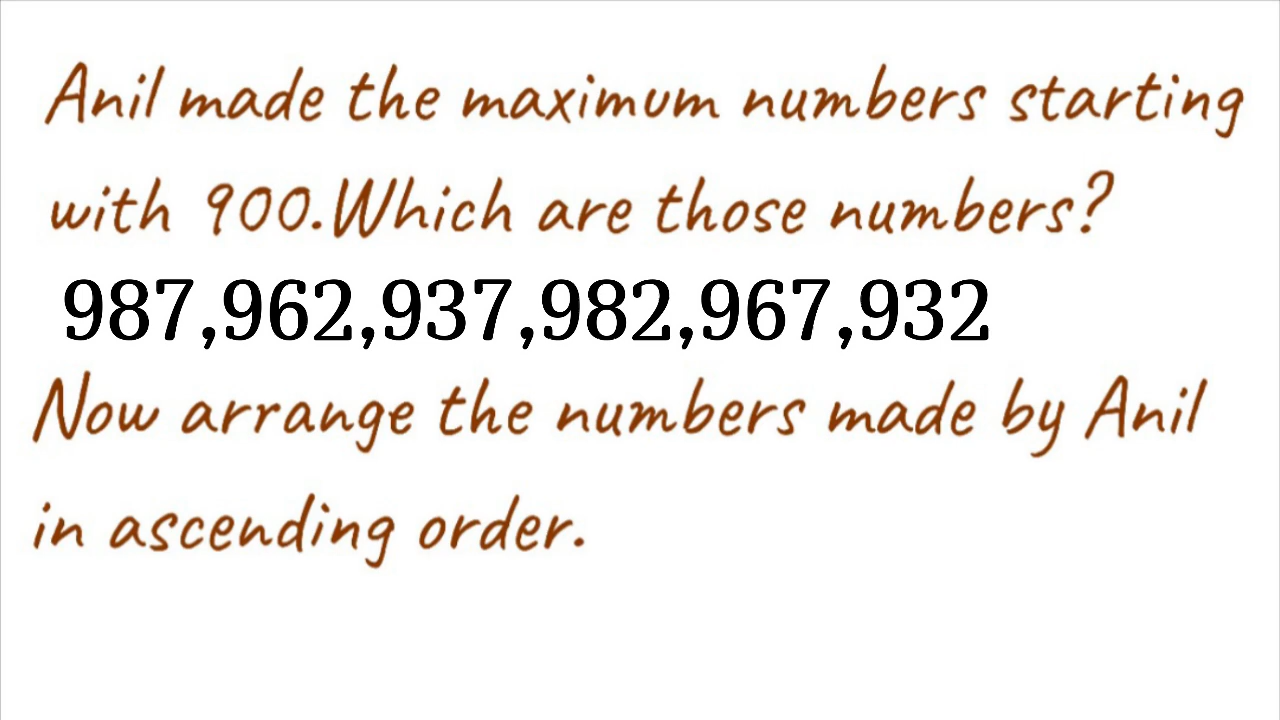 Anil made the maximum numbers starting
with 900.Which are those numbers?
987,962,937,982,967,932
Now arrange the numbers made by Anil
in ascending order.